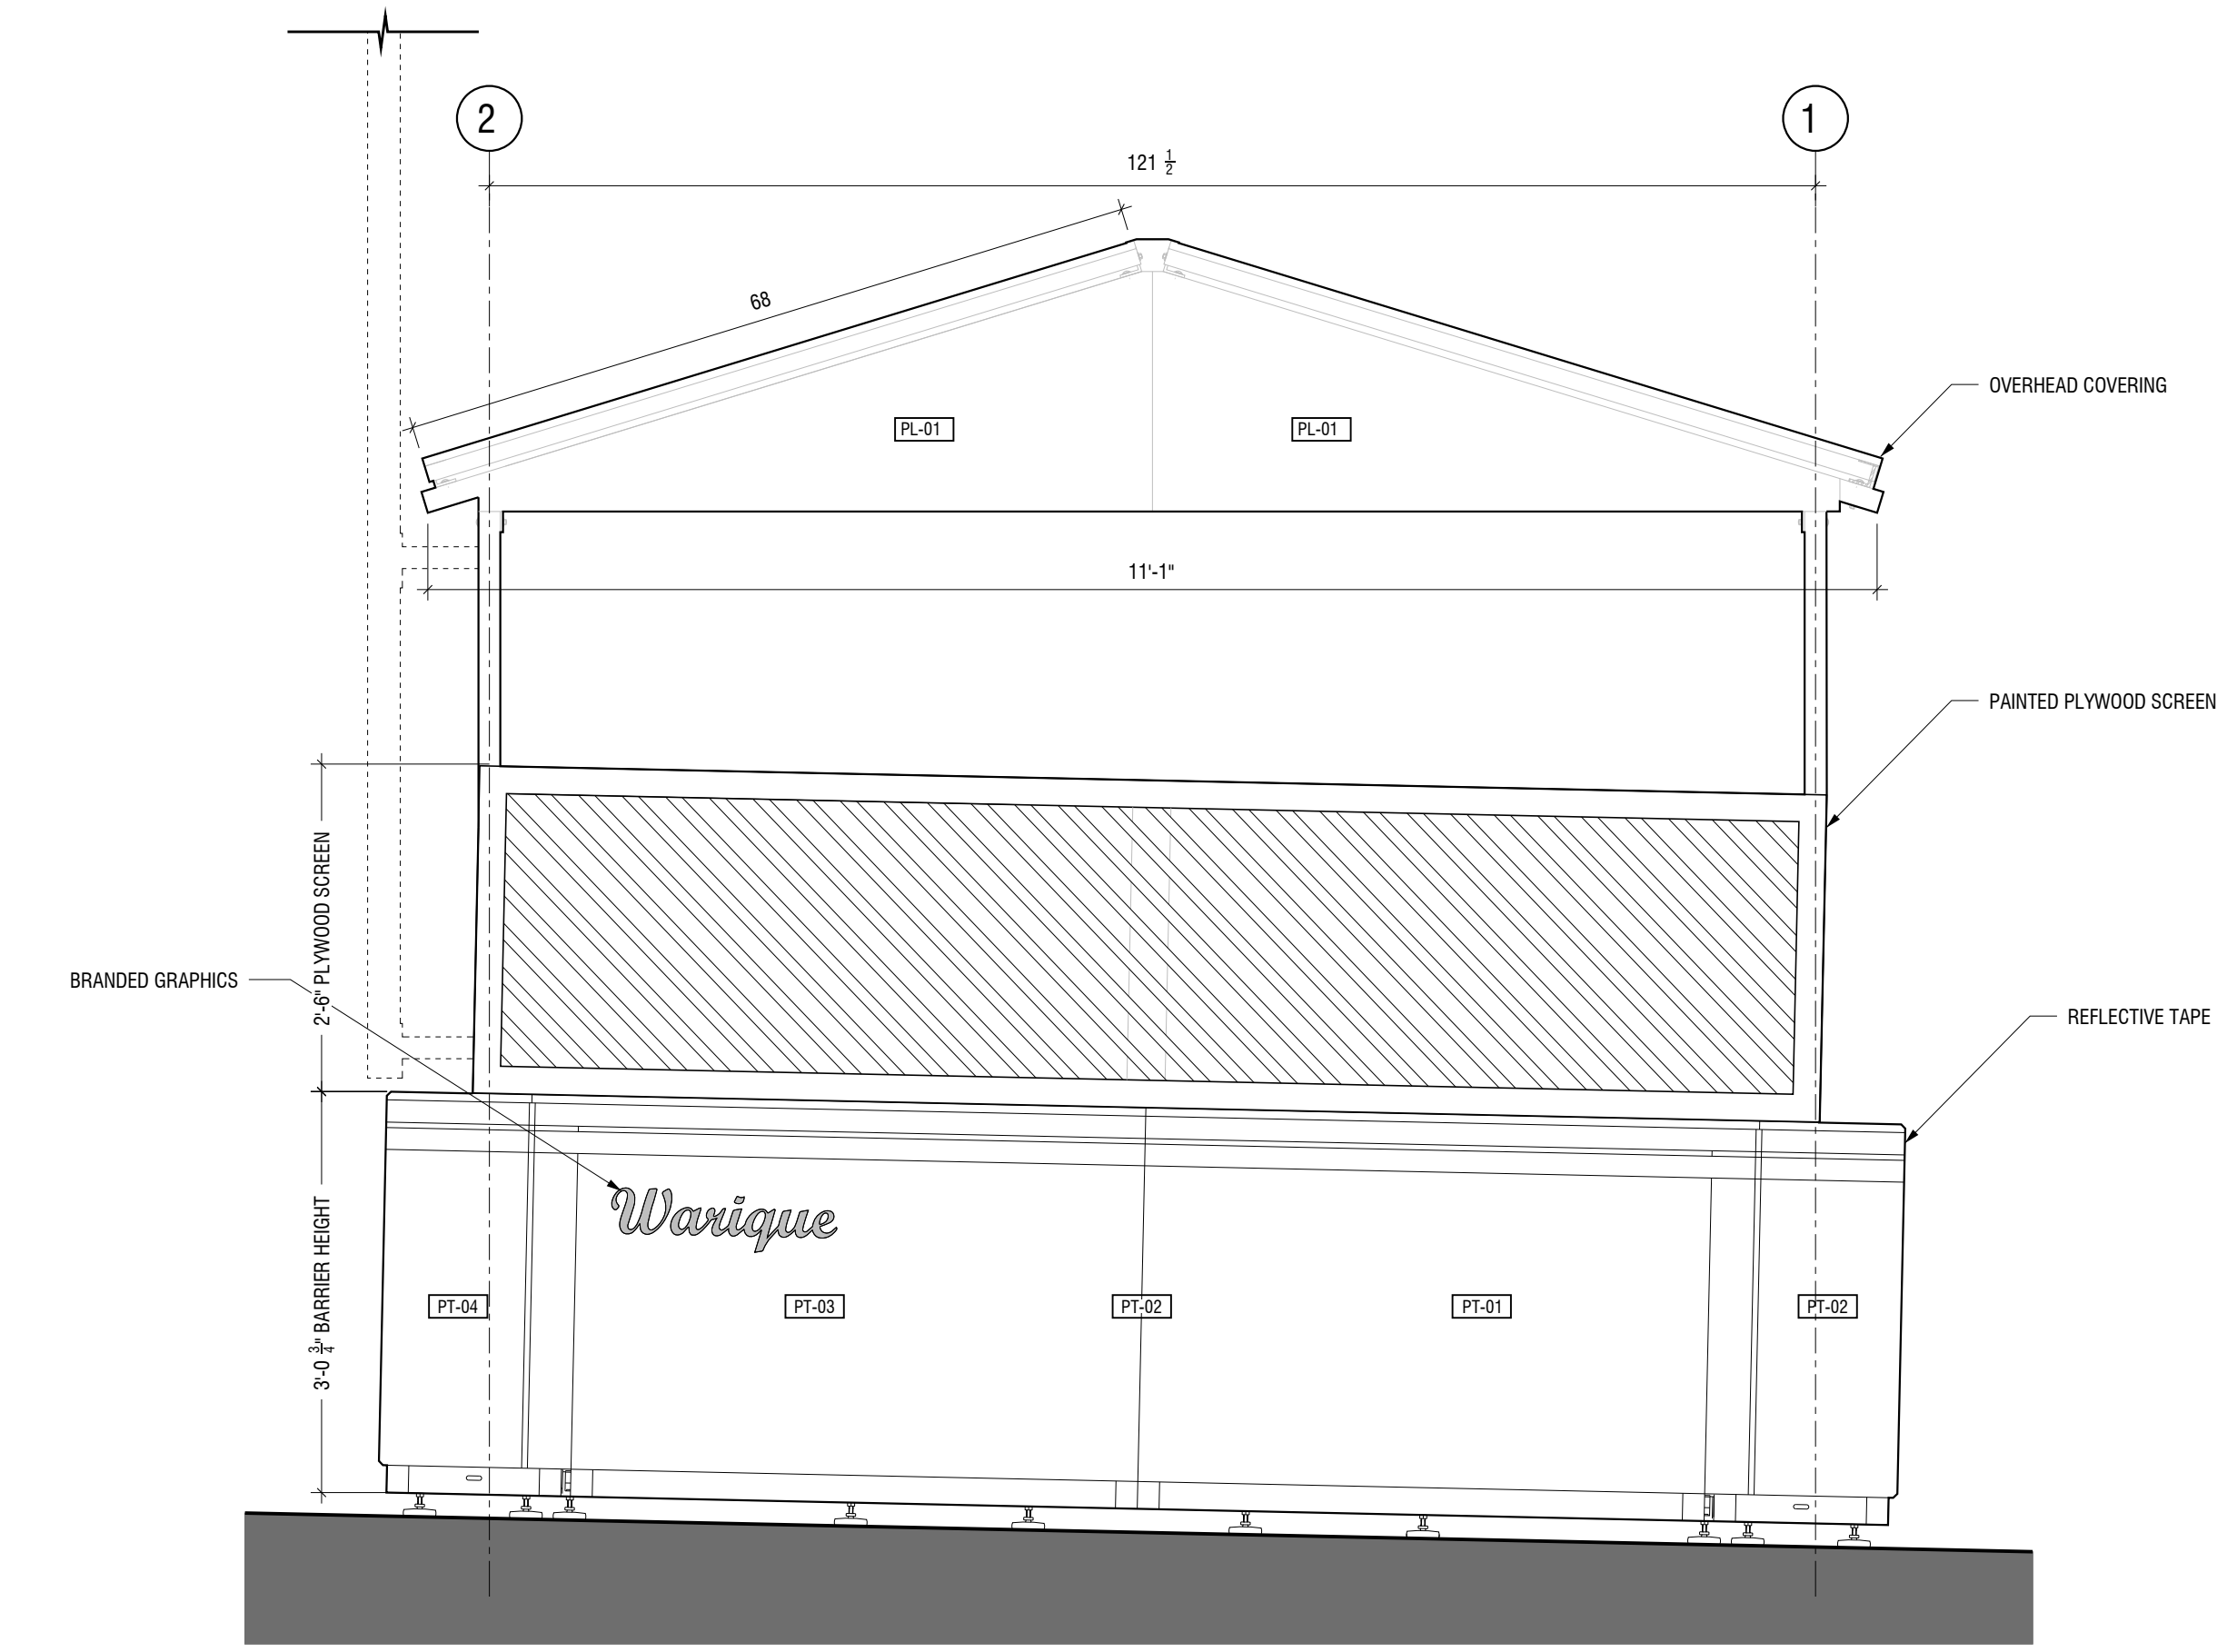 2
1
121 1/2
68
OVERHEAD COVERING
PL-01
PL-01
11'-1"
PAINTED PLYWOOD SCREEN
2'-6" PLYWOOD SCREEN
BRANDED GRAPHICS
REFLECTIVE TAPE
Warique
3'-0 3/4" BARRIER HEIGHT
PT-04
PT-03
PT-02
PT-01
PT-02